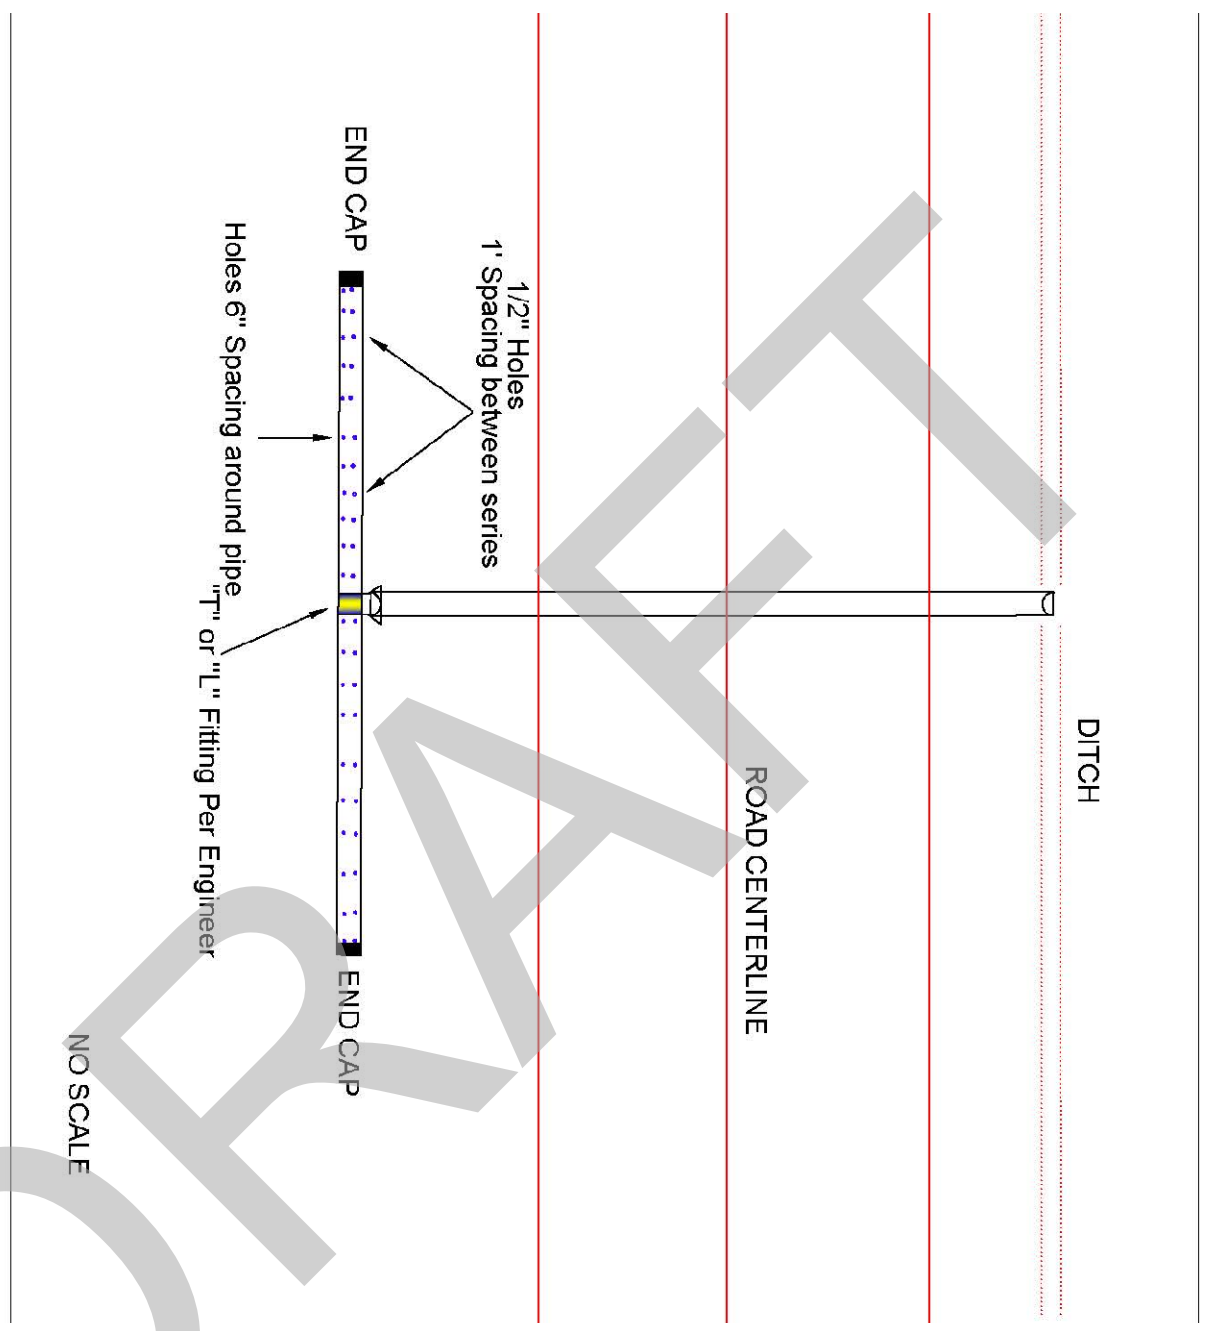 DITCH
ROAD CENTERLINE
1/2" Holes
1' Spacing between series
END CAP
END CAP
Holes 6" Spacing around pipe
"T" or "L" Fitting Per Engineer
NO SCALE
DRAFT